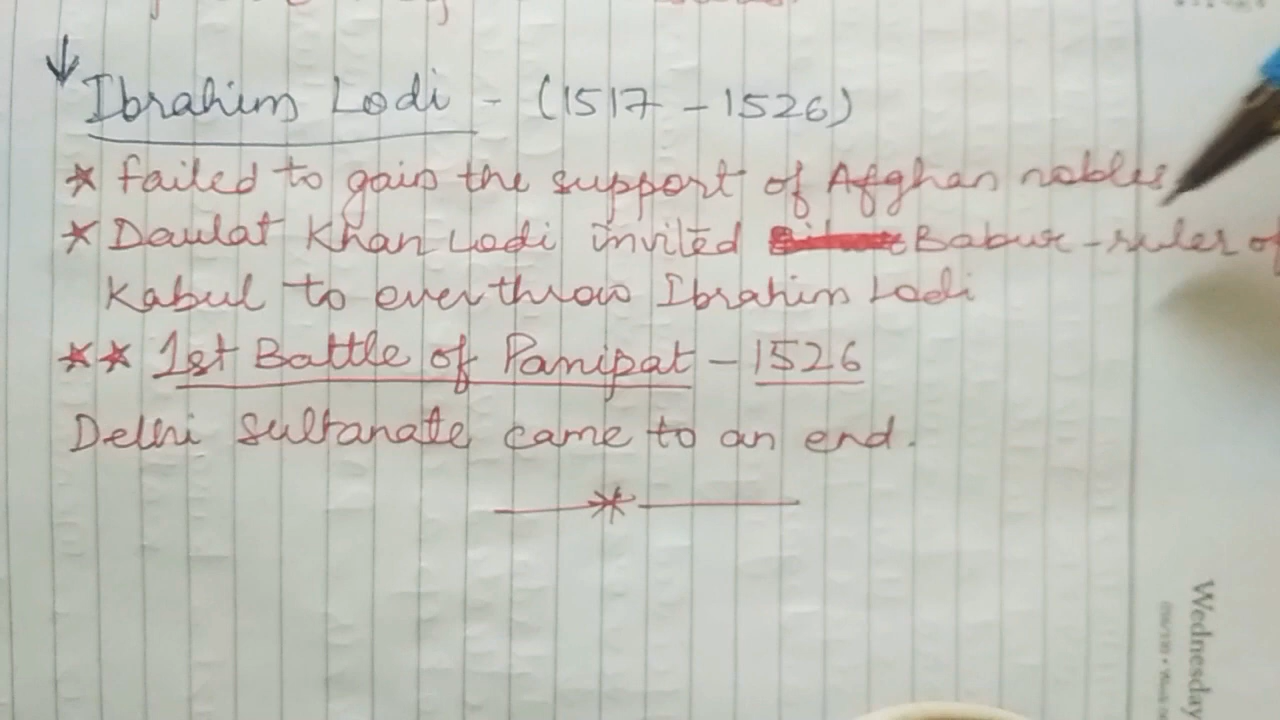 ↓ Ibrahim Lodi - (1517 - 1526)
* failed to gain the support of Afghan nobles,
* Daulat Khan Lodi invited Babur - ruler of
Kabul to overthrow Ibrahim Lodi
** 1st Battle of Panipat - 1526
Delhi sultanate came to an end.
Wednesday